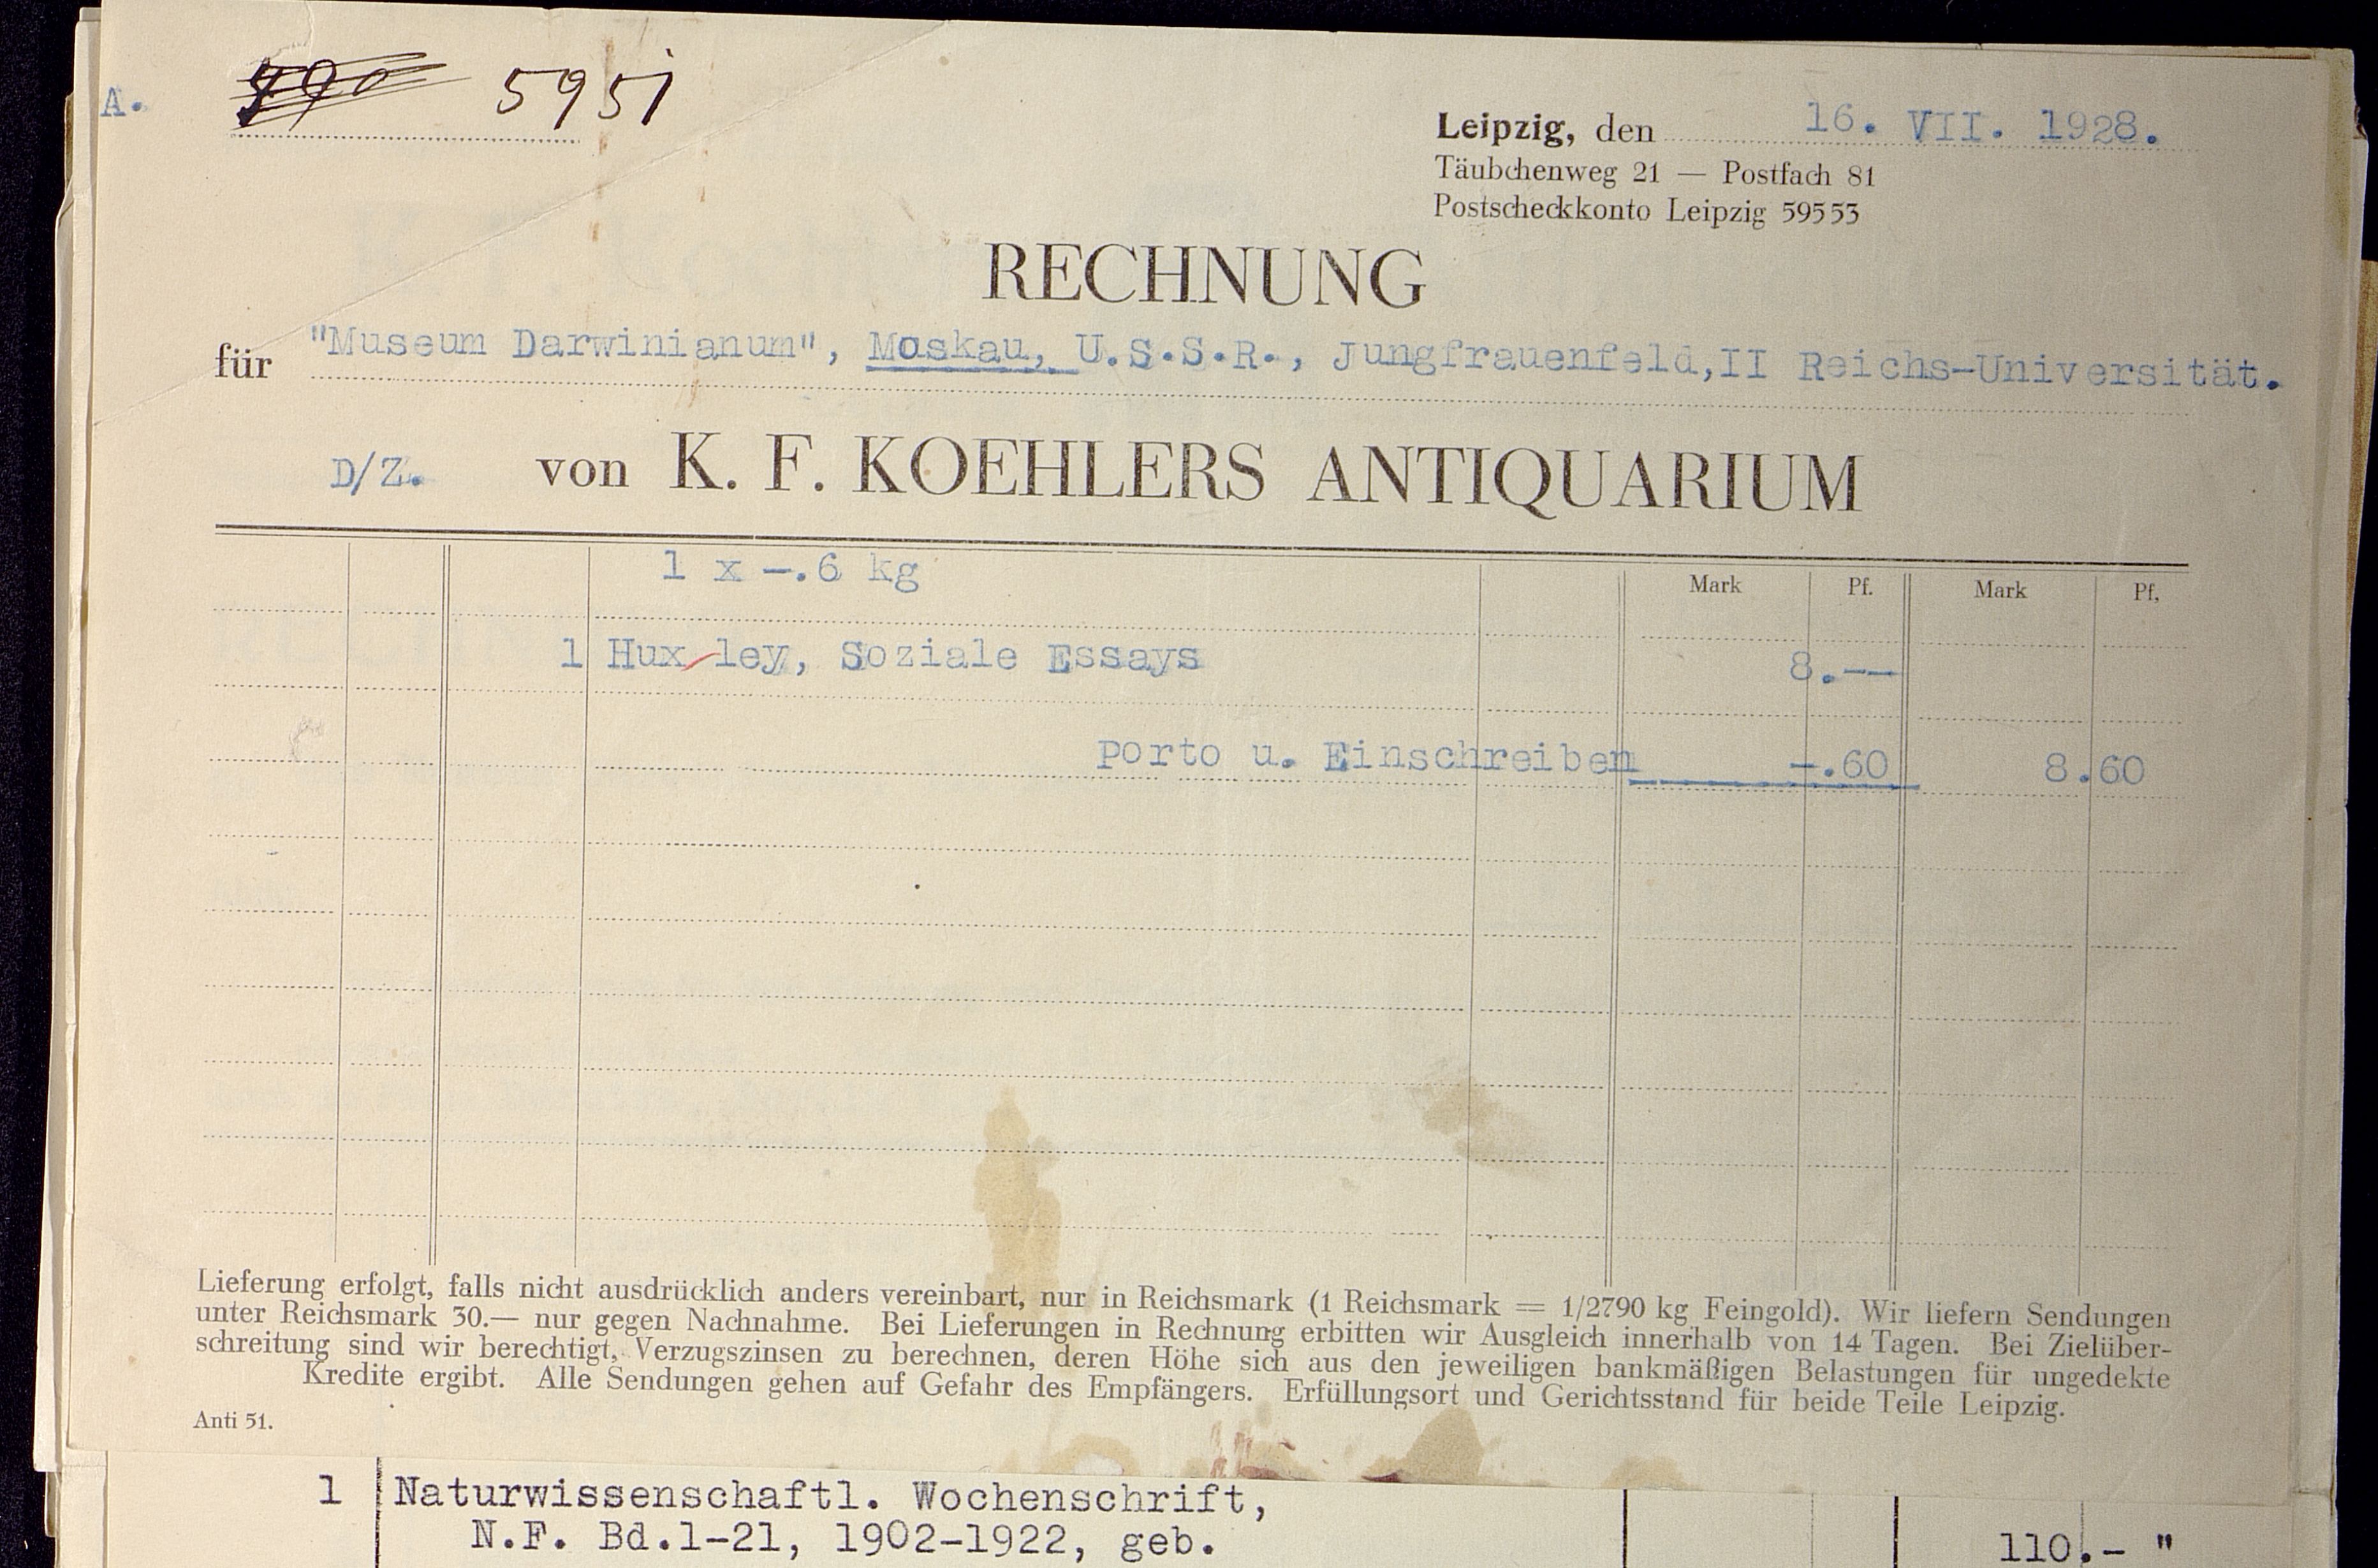 A. 5951
Leipzig, den 16. VII. 1928.
Täubchenweg 21 — Postfach 81
Postscheckkonto Leipzig 59553
RECHNUNG
für "Museum Darwinianum", Moskau, U.S.S.R., Jungfrauenfeld,II Reichs-Universität.
D/Z. von K. F. KOEHLERS ANTIQUARIUM
1 x -.6 kg
Mark Pf. Mark Pf,
1 Hux ley, Soziale Essays 8.--
porto u. Einschreiben -.60 8.60
Lieferung erfolgt, falls nicht ausdrücklich anders vereinbart, nur in Reichsmark (1 Reichsmark = 1/2790 kg Feingold). Wir liefern Sendungen
unter Reichsmark 30.— nur gegen Nachnahme. Bei Lieferungen in Rechnung erbitten wir Ausgleich innerhalb von 14 Tagen. Bei Zielüber-
schreitung sind wir berechtigt, Verzugszinsen zu berechnen, deren Höhe sich aus den jeweiligen bankmäßigen Belastungen für ungedekte
Kredite ergibt. Alle Sendungen gehen auf Gefahr des Empfängers. Erfüllungsort und Gerichtsstand für beide Teile Leipzig.
Anti 51.
1 Naturwissenschaftl. Wochenschrift,
N.F. Bd.1-21, 1902-1922, geb. 110.- "